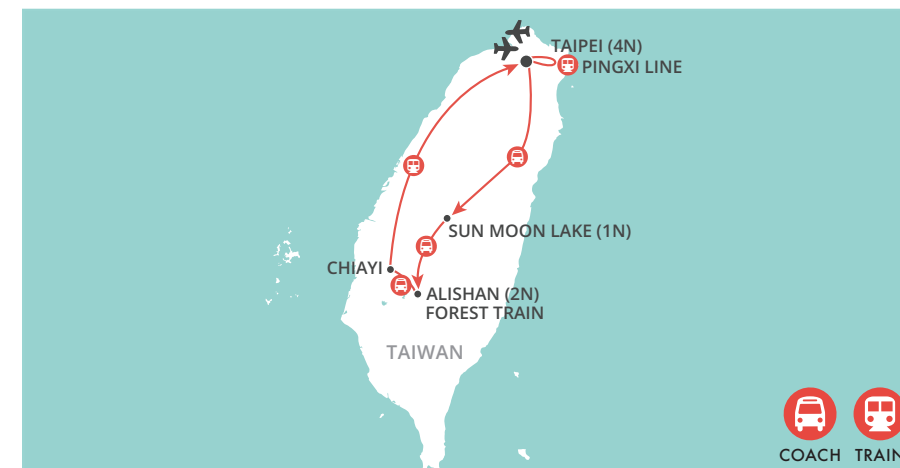 TAIPEI (4N)
PINGXI LINE
SUN MOON LAKE (1N)
CHIAYI
ALISHAN (2N)
FOREST TRAIN
TAIWAN
COACH TRAIN